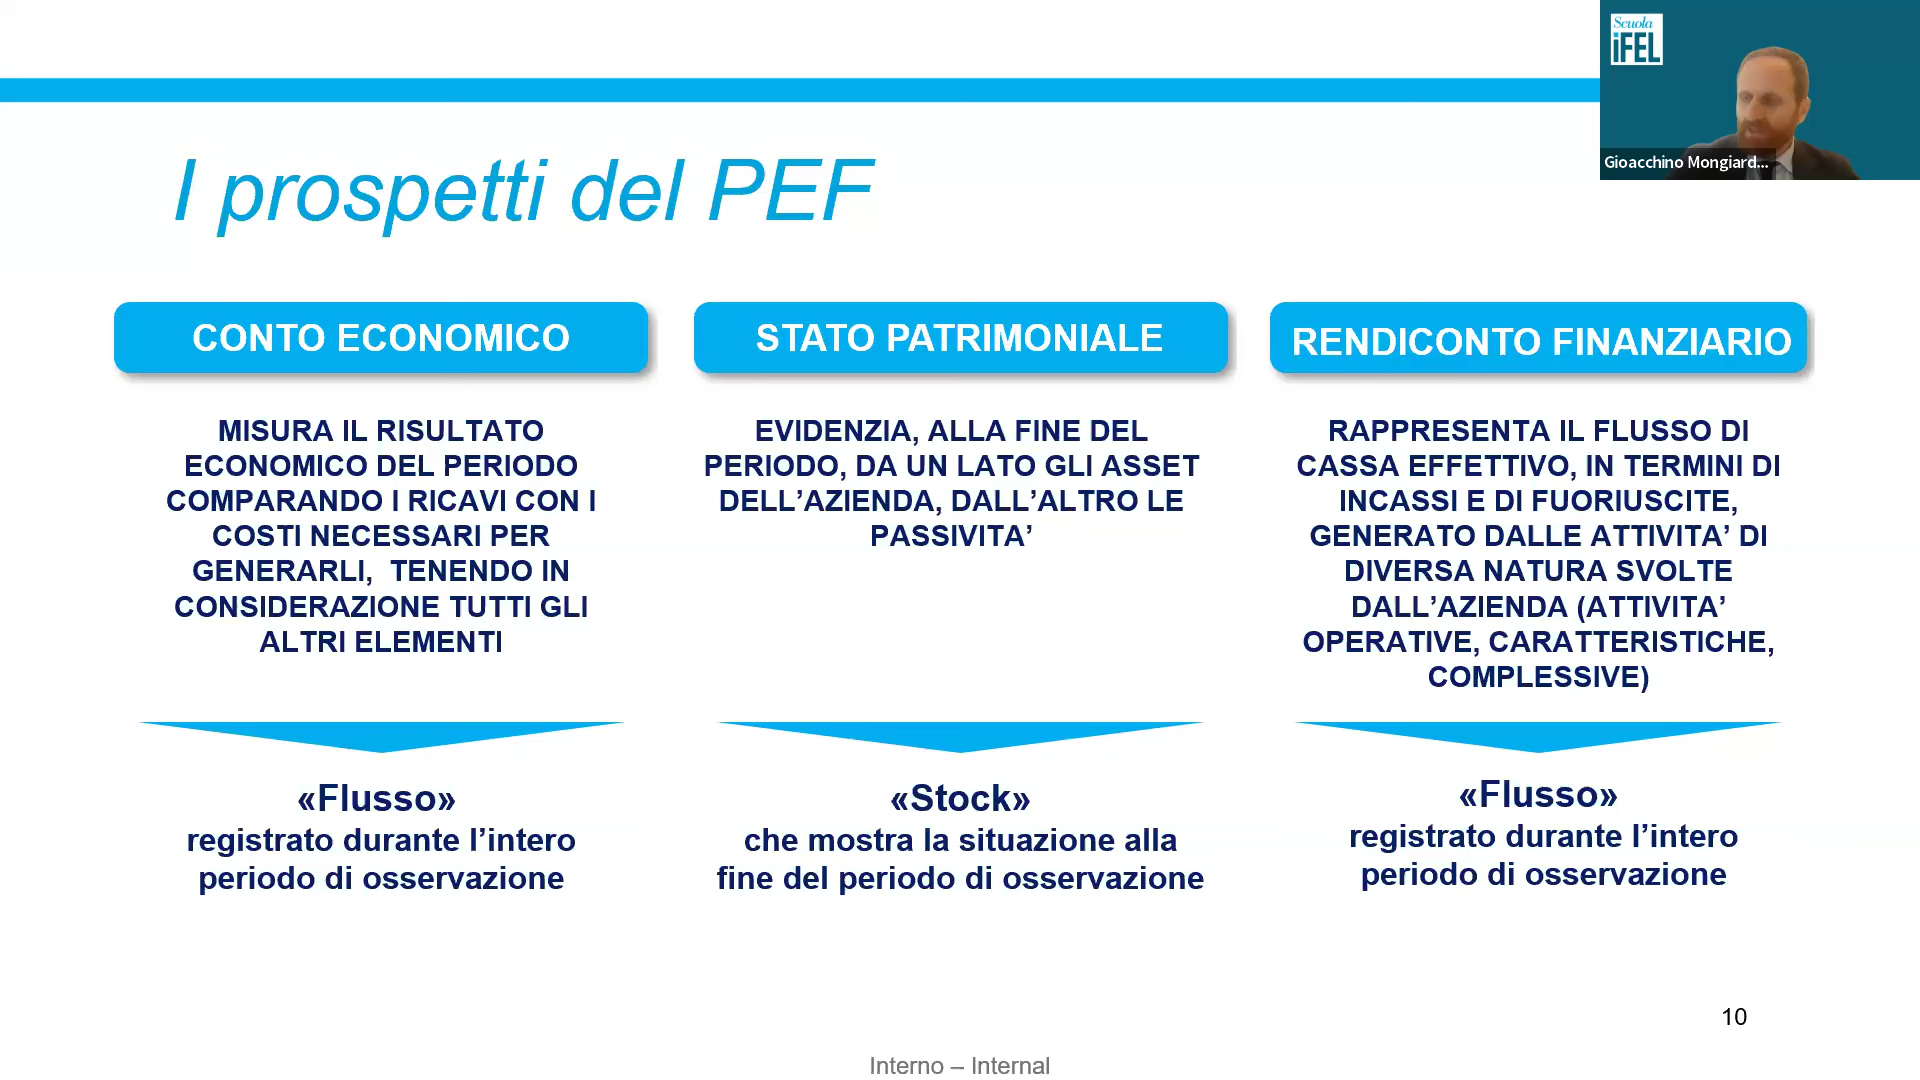 Scuola
iFEL
Gioacchino Mongiard...
I prospetti del PEF
CONTO ECONOMICO
MISURA IL RISULTATO
ECONOMICO DEL PERIODO
COMPARANDO I RICAVI CON I
COSTI NECESSARI PER
GENERARLI, TENENDO IN
CONSIDERAZIONE TUTTI GLI
ALTRI ELEMENTI
«Flusso»
registrato durante l’intero
periodo di osservazione
STATO PATRIMONIALE
EVIDENZIA, ALLA FINE DEL
PERIODO, DA UN LATO GLI ASSET
DELL’AZIENDA, DALL’ALTRO LE
PASSIVITA’
«Stock»
che mostra la situazione alla
fine del periodo di osservazione
RENDICONTO FINANZIARIO
RAPPRESENTA IL FLUSSO DI
CASSA EFFETTIVO, IN TERMINI DI
INCASSI E DI FUORIUSCITE,
GENERATO DALLE ATTIVITA’ DI
DIVERSA NATURA SVOLTE
DALL’AZIENDA (ATTIVITA’
OPERATIVE, CARATTERISTICHE,
COMPLESSIVE)
«Flusso»
registrato durante l’intero
periodo di osservazione
10
Interno – Internal